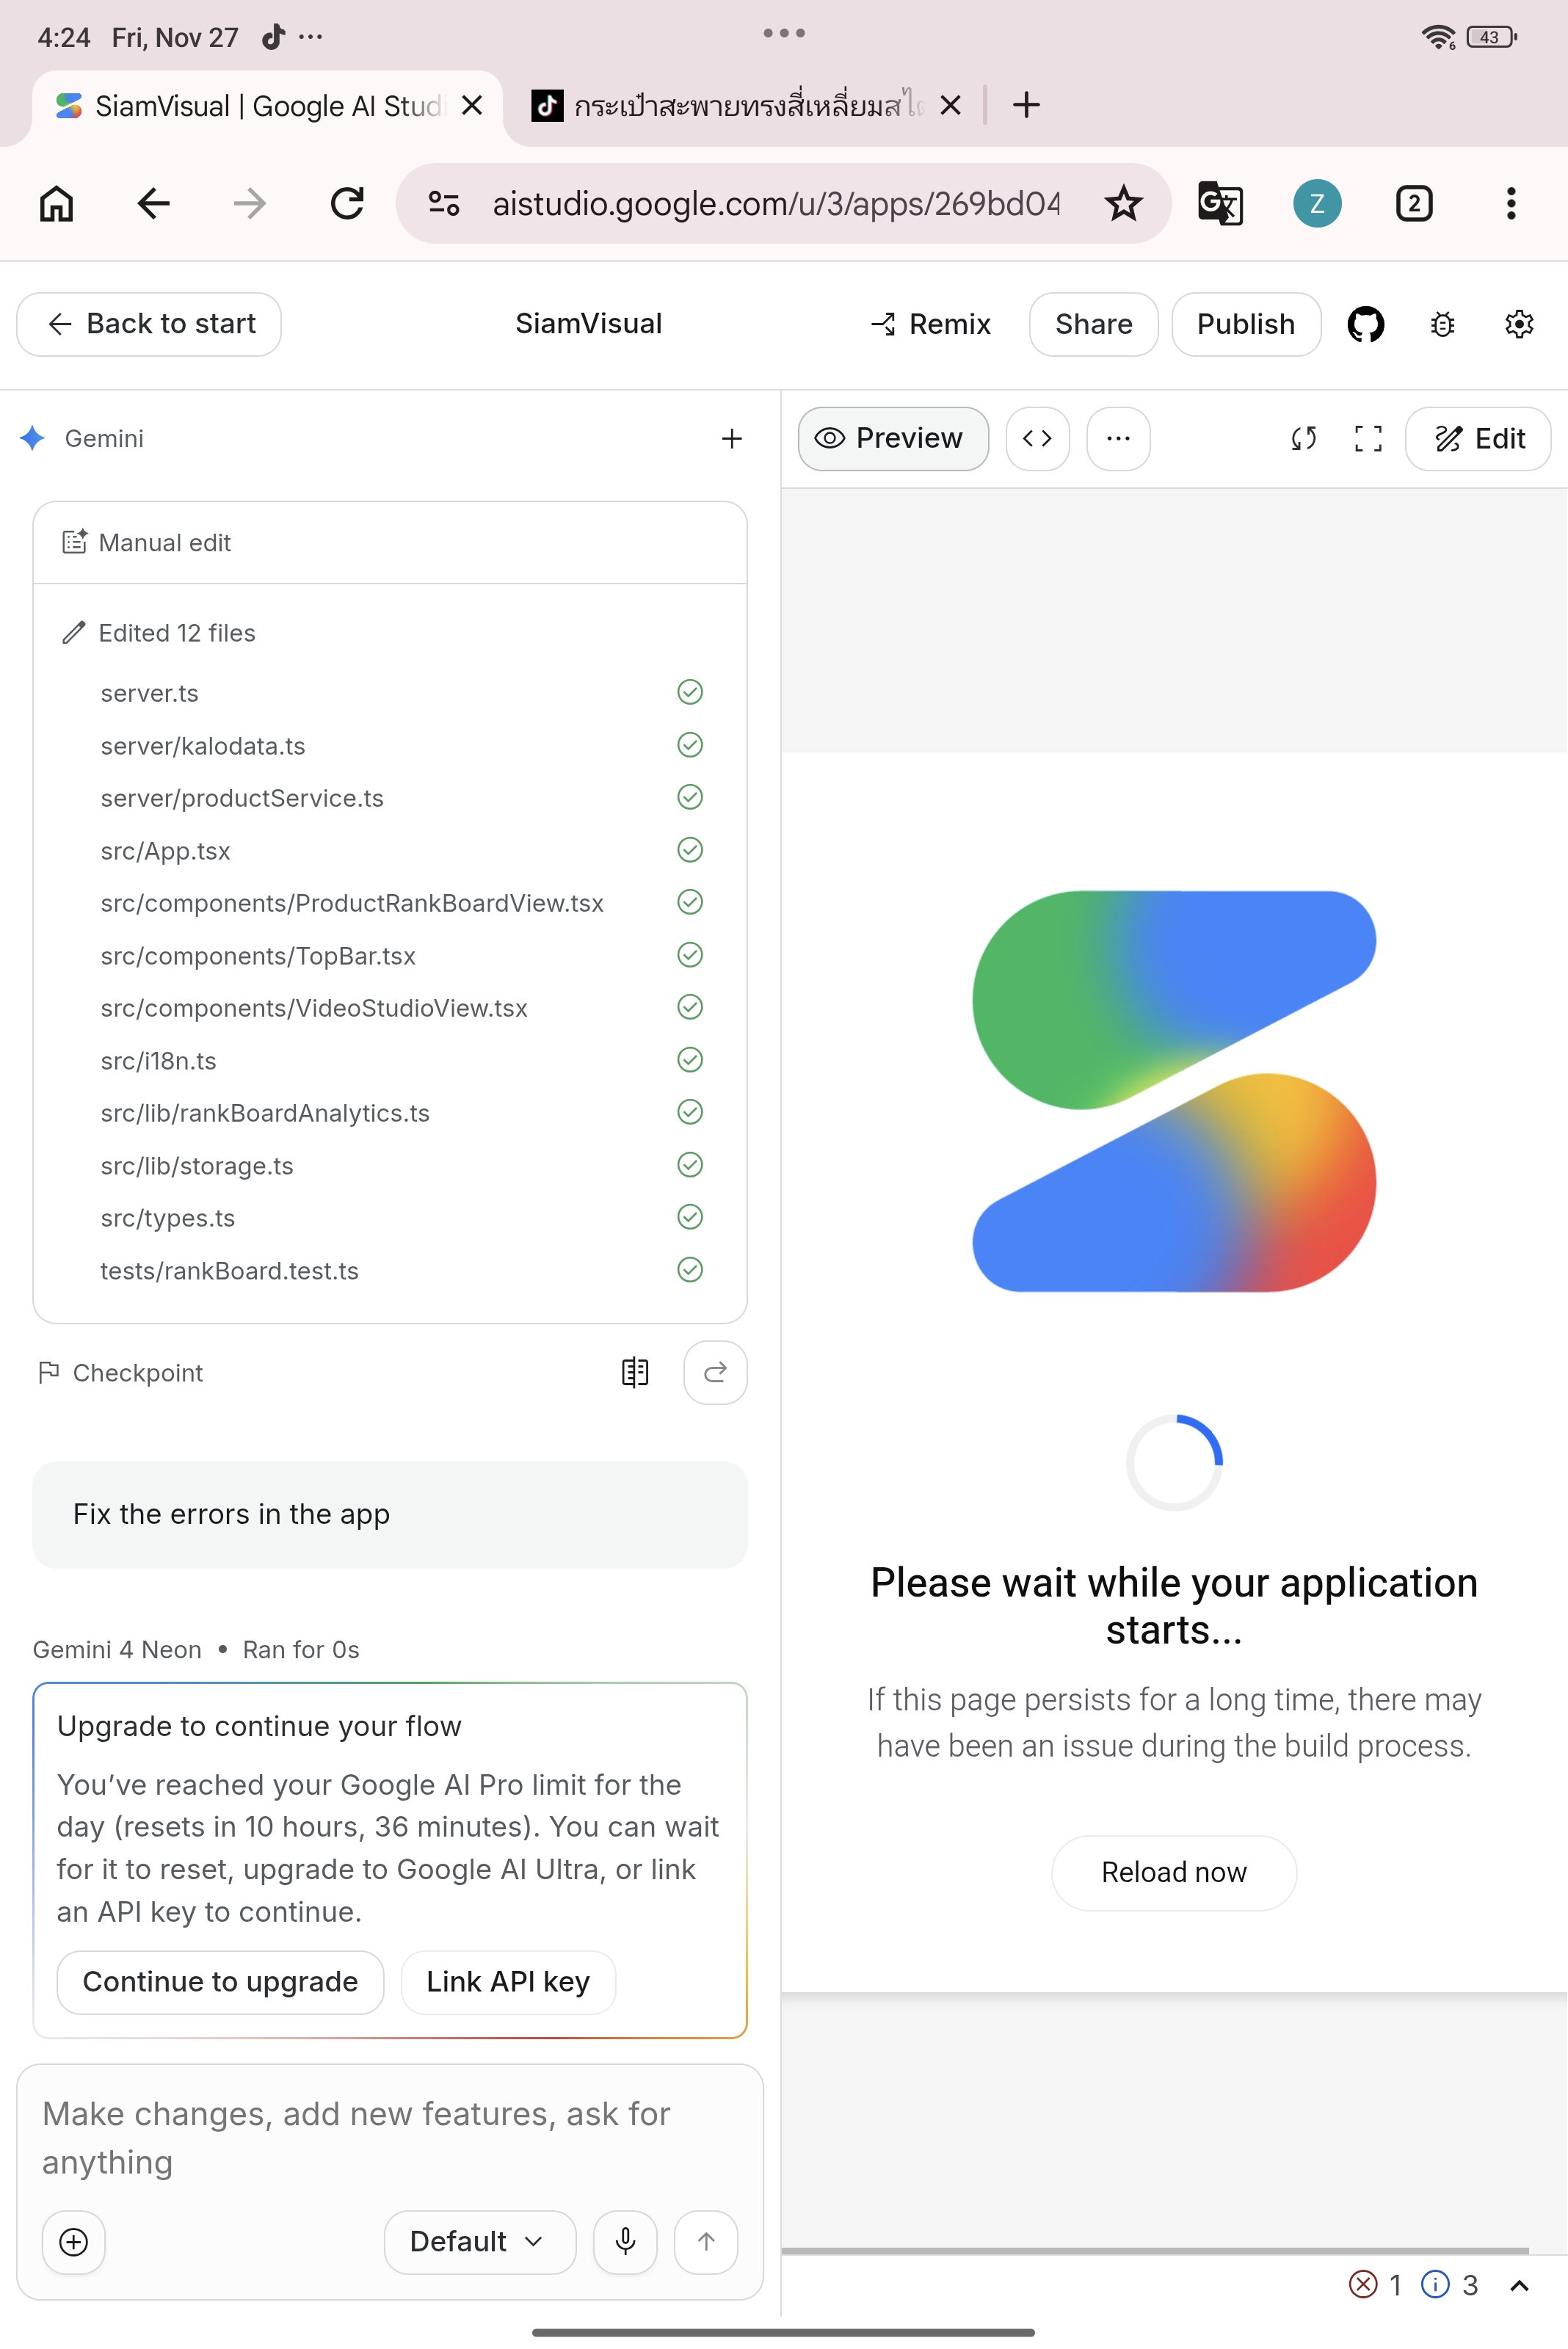 4:24 Fri, Nov 27
43
SiamVisual | Google AI Studi
กระเป๋าสะพายทรงสี่เหลี่ยมสไต
aistudio.google.com/u/3/apps/269bd04
Z
2
Back to start
SiamVisual
Remix
Share
Publish
Gemini
Preview
Edit
Manual edit
Edited 12 files
server.ts
server/kalodata.ts
server/productService.ts
src/App.tsx
src/components/ProductRankBoardView.tsx
src/components/TopBar.tsx
src/components/VideoStudioView.tsx
src/i18n.ts
src/lib/rankBoardAnalytics.ts
src/lib/storage.ts
src/types.ts
tests/rankBoard.test.ts
Checkpoint
Fix the errors in the app
Gemini 4 Neon • Ran for 0s
Upgrade to continue your flow
You’ve reached your Google AI Pro limit for the
day (resets in 10 hours, 36 minutes). You can wait
for it to reset, upgrade to Google AI Ultra, or link
an API key to continue.
Continue to upgrade
Link API key
Make changes, add new features, ask for
anything
Default
Please wait while your application
starts...
If this page persists for a long time, there may
have been an issue during the build process.
Reload now
1
3